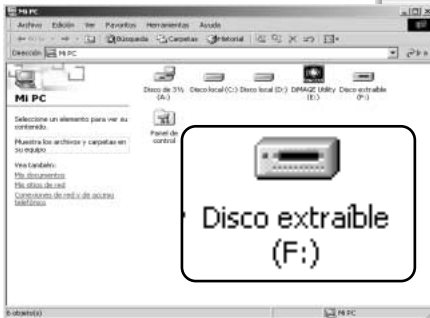 Mi PC
Archivo Edición Ver Favoritos Herramientas Ayuda
Búsqueda Carpetas Historial
Dirección Mi PC
Mi PC
Seleccione un elemento para ver su
contenido.
Muestra los archivos y carpetas en
su equipo
Vea también:
Mis documentos
Mis sitios de red
Conexiones de red y de acceso
telefónico
Disco de 3½
(A:)
Disco local (C:)
Disco local (D:)
DiMAGE Utility
(E:)
Disco extraíble
(F:)
Panel de
control
Disco extraíble
(F:)
6 objeto(s)
Mi PC